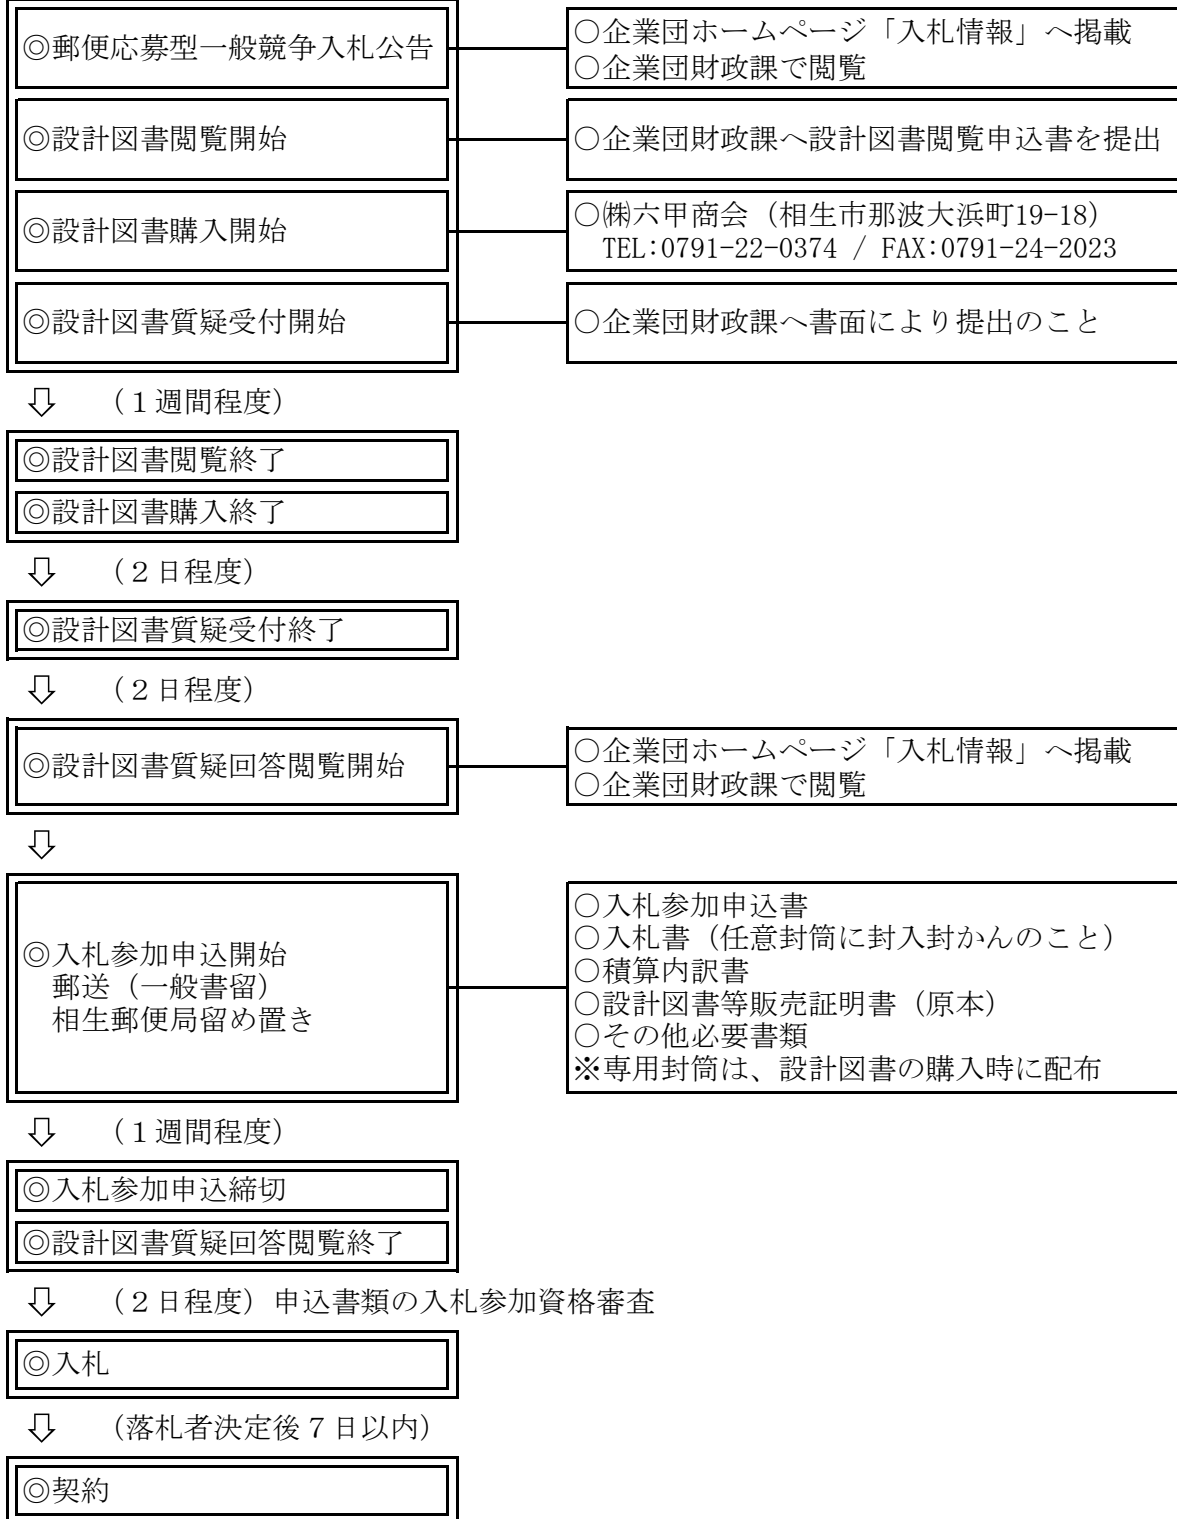 ◎郵便応募型一般競争入札公告
○企業団ホームページ「入札情報」へ掲載
○企業団財政課で閲覧
◎設計図書閲覧開始
○企業団財政課へ設計図書閲覧申込書を提出
◎設計図書購入開始
○㈱六甲商会（相生市那波大浜町19-18）
TEL:0791-22-0374 / FAX:0791-24-2023
◎設計図書質疑受付開始
○企業団財政課へ書面により提出のこと
⇩ （１週間程度）
◎設計図書閲覧終了
◎設計図書購入終了
⇩ （２日程度）
◎設計図書質疑受付終了
⇩ （２日程度）
◎設計図書質疑回答閲覧開始
○企業団ホームページ「入札情報」へ掲載
○企業団財政課で閲覧
⇩
◎入札参加申込開始
郵送（一般書留）
相生郵便局留め置き
○入札参加申込書
○入札書（任意封筒に封入封かんのこと）
○積算内訳書
○設計図書等販売証明書（原本）
○その他必要書類
※専用封筒は、設計図書の購入時に配布
⇩ （１週間程度）
◎入札参加申込締切
◎設計図書質疑回答閲覧終了
⇩ （２日程度）申込書類の入札参加資格審査
◎入札
⇩ （落札者決定後７日以内）
◎契約